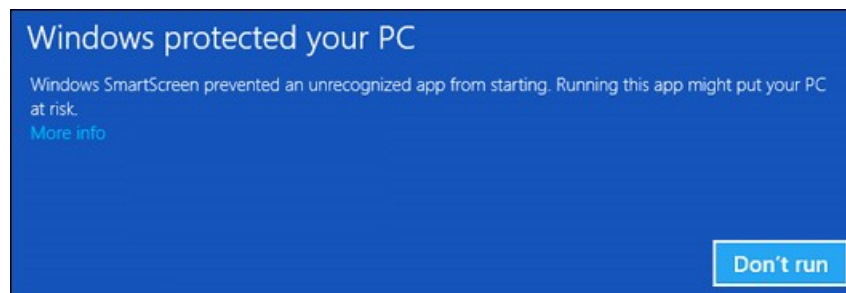 Windows protected your PC
Windows SmartScreen prevented an unrecognized app from starting. Running this app might put your PC
at risk.
More info
Don't run